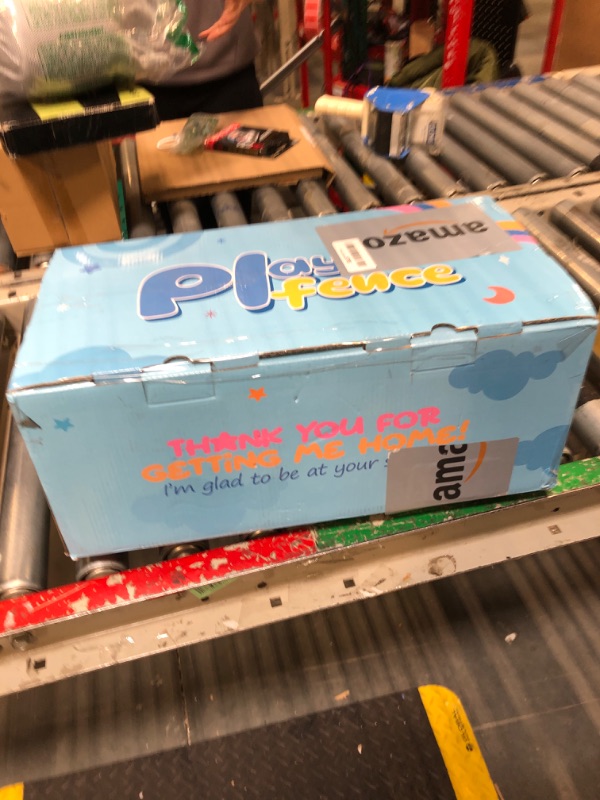 Play
fence
amazo
THANK YOU FOR
GETTING ME HOME!
I'm glad to be at your
ama